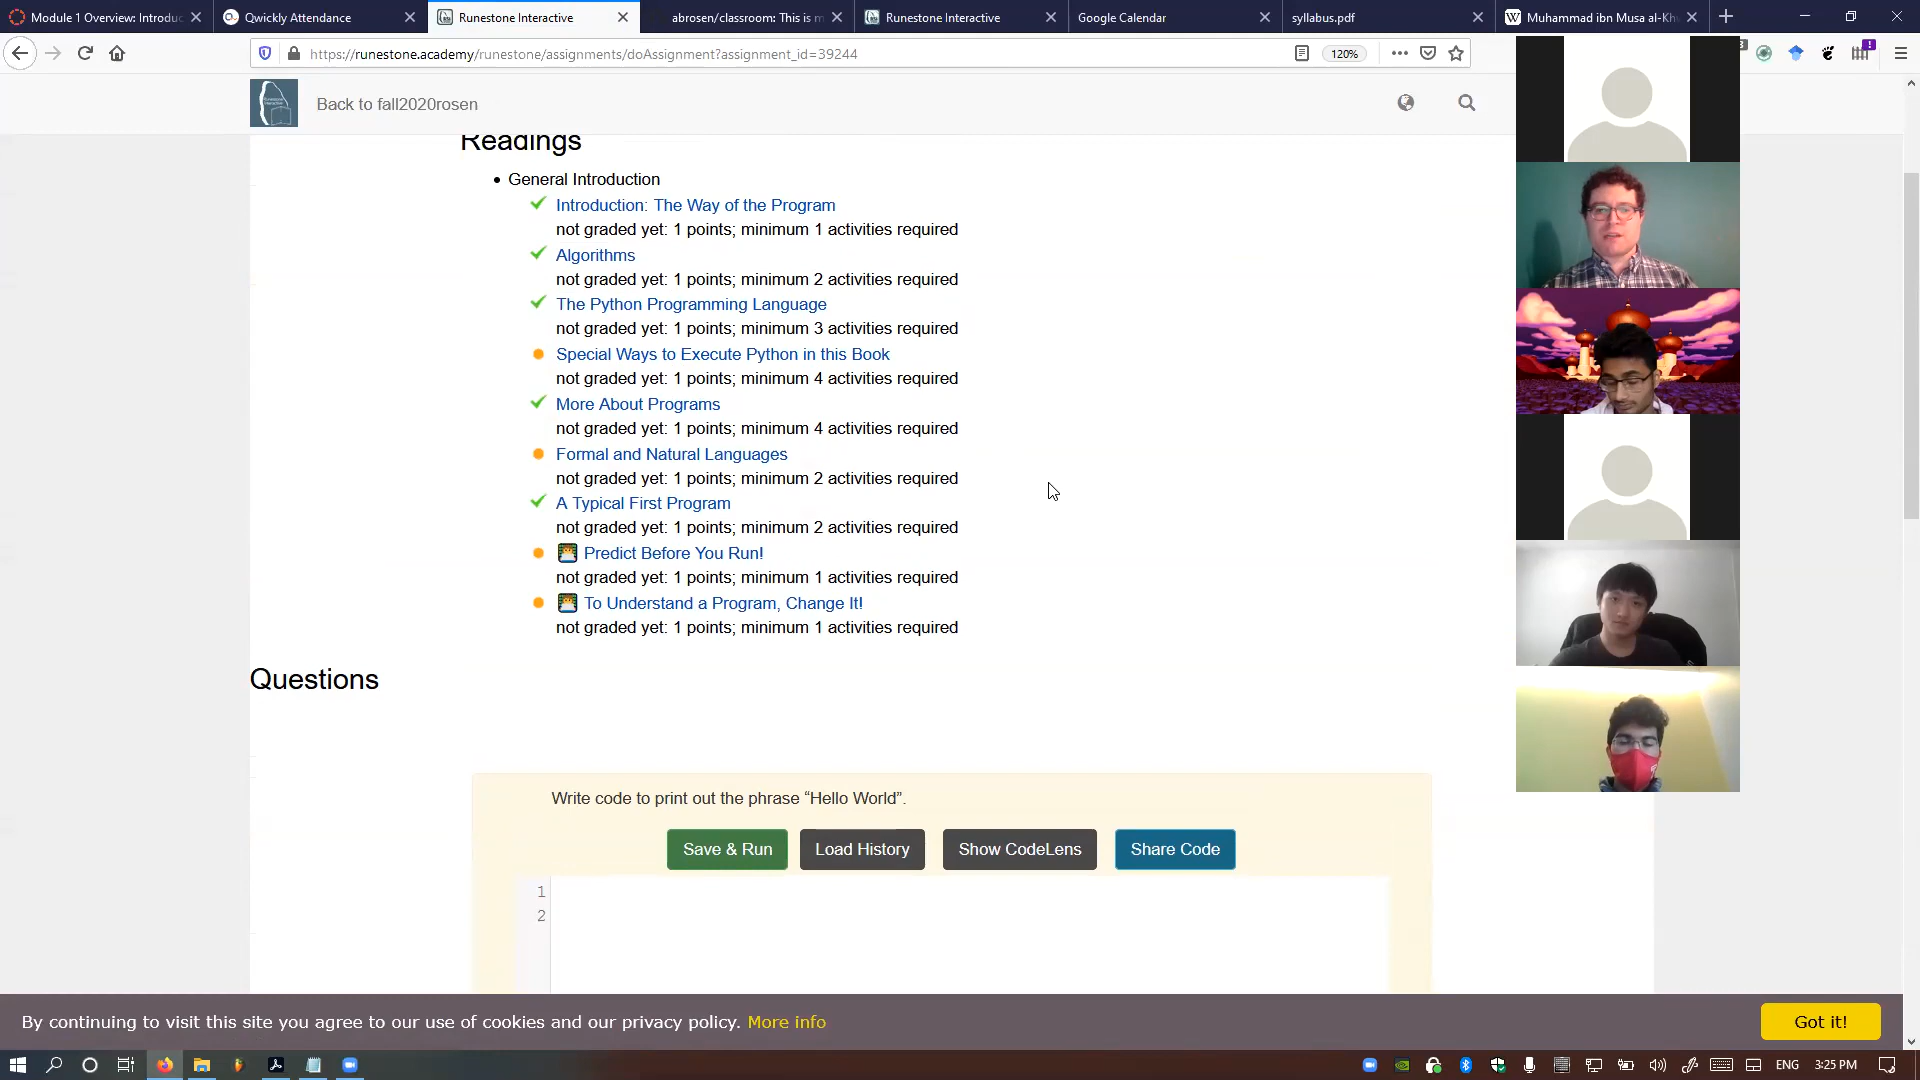 Module 1 Overview: Introduc
Qwickly Attendance
Runestone Interactive
abrosen/classroom: This is m
Runestone Interactive
Google Calendar
syllabus.pdf
Muhammad ibn Musa al-Kh
https://runestone.academy/runestone/assignments/doAssignment?assignment_id=39244
120%
Back to fall2020rosen
Readings
General Introduction
Introduction: The Way of the Program
not graded yet: 1 points; minimum 1 activities required
Algorithms
not graded yet: 1 points; minimum 2 activities required
The Python Programming Language
not graded yet: 1 points; minimum 3 activities required
Special Ways to Execute Python in this Book
not graded yet: 1 points; minimum 4 activities required
More About Programs
not graded yet: 1 points; minimum 4 activities required
Formal and Natural Languages
not graded yet: 1 points; minimum 2 activities required
A Typical First Program
not graded yet: 1 points; minimum 2 activities required
Predict Before You Run!
not graded yet: 1 points; minimum 1 activities required
To Understand a Program, Change It!
not graded yet: 1 points; minimum 1 activities required
Questions
Write code to print out the phrase “Hello World”.
Save & Run Load History Show CodeLens Share Code
1
2
By continuing to visit this site you agree to our use of cookies and our privacy policy. More info
Got it!
ENG 3:25 PM